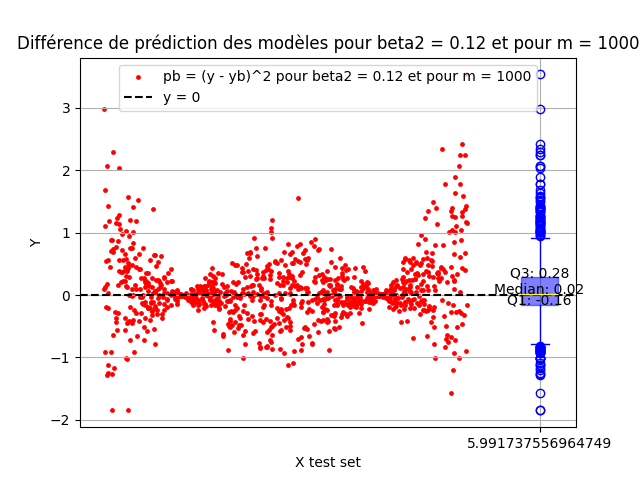 Différence de prédiction des modèles pour beta2 = 0.12 et pour m = 1000
pb = (y - yb)^2 pour beta2 = 0.12 et pour m = 1000
y = 0
3
2
1
0
−1
−2
Y
Q3: 0.28
Median: 0.02
Q1: -0.16
5.991737556964749
X test set